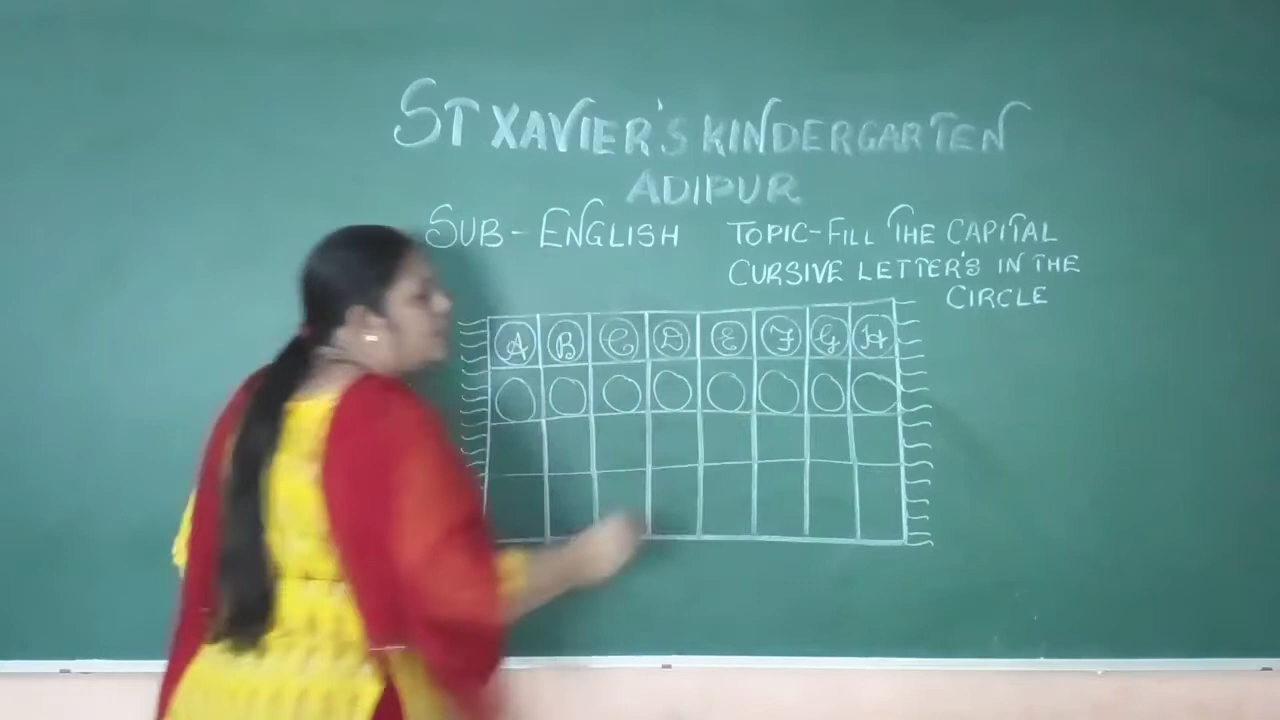 ST XAVIER'S KINDERGARTEN
ADIPUR
SUB - ENGLISH TOPIC - FILL THE CAPITAL
CURSIVE LETTER'S IN THE
CIRCLE
A B C D E F G H